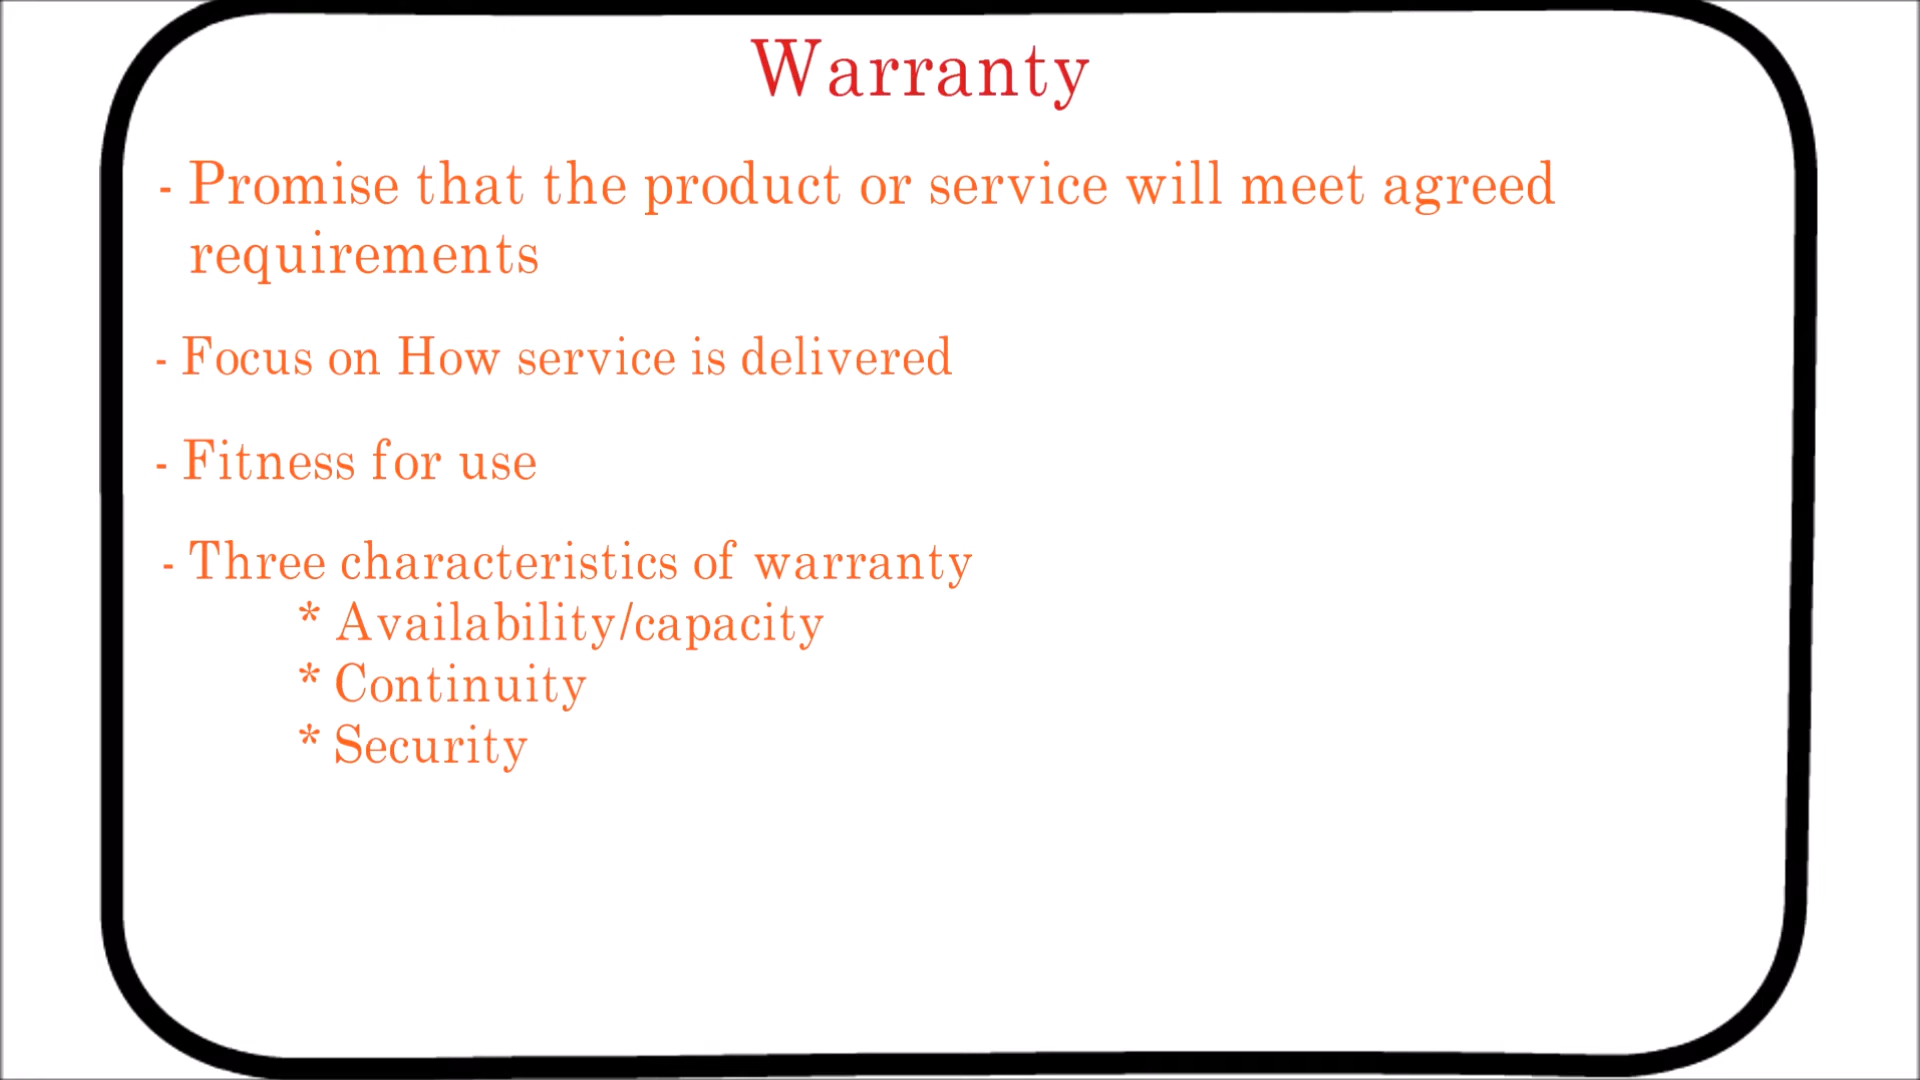 Warranty
- Promise that the product or service will meet agreed
requirements
- Focus on How service is delivered
- Fitness for use
- Three characteristics of warranty
* Availability/capacity
* Continuity
* Security